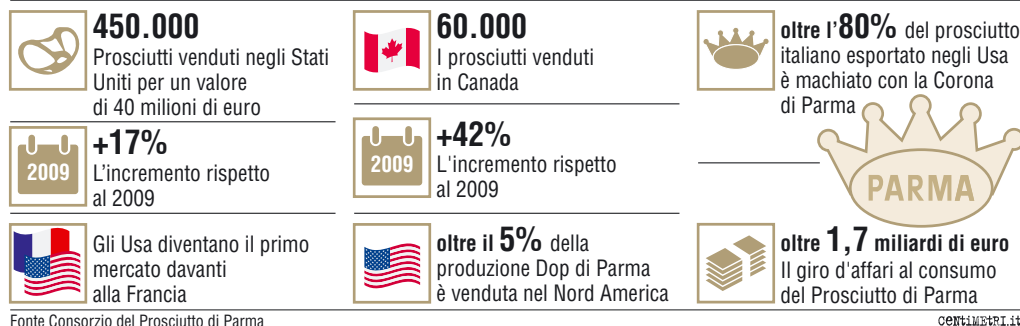 450.000
Prosciutti venduti negli Stati
Uniti per un valore
di 40 milioni di euro
2009
+17%
L'incremento rispetto
al 2009
Gli Usa diventano il primo
mercato davanti
alla Francia
60.000
I prosciutti venduti
in Canada
2009
+42%
L'incremento rispetto
al 2009
oltre il 5% della
produzione Dop di Parma
è venduta nel Nord America
oltre l'80% del prosciutto
italiano esportato negli Usa
è machiato con la Corona
di Parma
PARMA
oltre 1,7 miliardi di euro
Il giro d'affari al consumo
del Prosciutto di Parma
Fonte Consorzio del Prosciutto di Parma
CeNtiMetRI.it